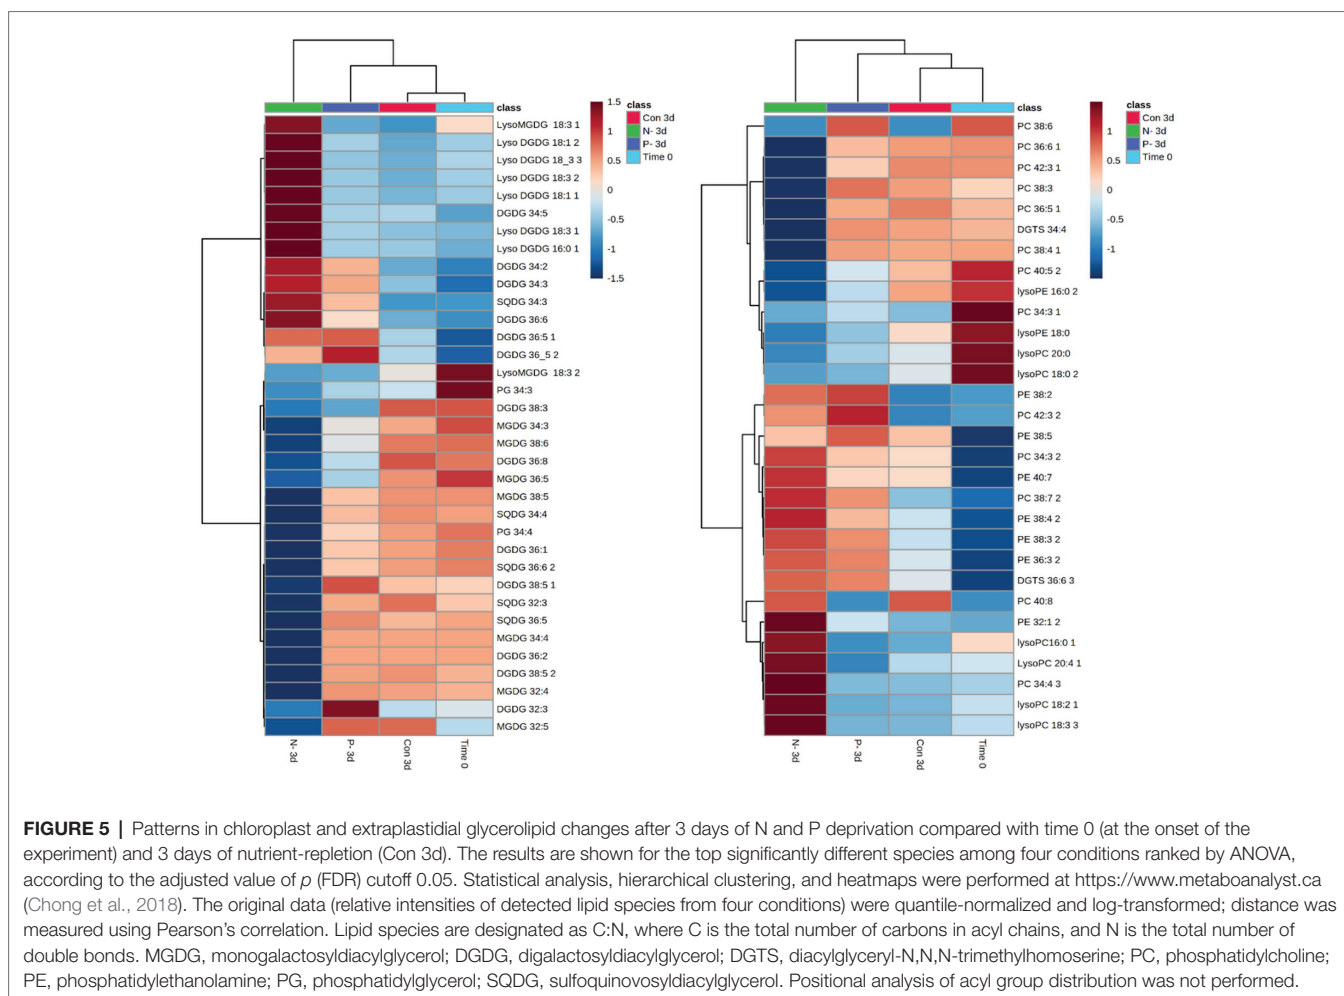 class
LysoMGDG 18:3 1
Lyso DGDG 18:1 2
Lyso DGDG 18_3 3
Lyso DGDG 18:3 2
Lyso DGDG 18:1 1
DGDG 34:5
Lyso DGDG 18:3 1
Lyso DGDG 16:0 1
DGDG 34:2
DGDG 34:3
SQDG 34:3
DGDG 36:6
DGDG 36:5 1
DGDG 36_5 2
LysoMGDG 18:3 2
PG 34:3
DGDG 38:3
MGDG 34:3
MGDG 38:6
DGDG 36:8
MGDG 36:5
MGDG 38:5
SQDG 34:4
PG 34:4
DGDG 36:1
SQDG 36:6 2
DGDG 38:5 1
SQDG 32:3
SQDG 36:5
MGDG 34:4
DGDG 36:2
DGDG 38:5 2
MGDG 32:4
DGDG 32:3
MGDG 32:5
N- 3d
P- 3d
Con 3d
Time 0
1.5
1
0.5
0
-0.5
-1
-1.5
class
Con 3d
N- 3d
P- 3d
Time 0
class
PC 38:6
PC 36:6 1
PC 42:3 1
PC 38:3
PC 36:5 1
DGTS 34:4
PC 38:4 1
PC 40:5 2
lysoPE 16:0 2
PC 34:3 1
lysoPE 18:0
lysoPC 20:0
lysoPC 18:0 2
PE 38:2
PC 42:3 2
PE 38:5
PC 34:3 2
PE 40:7
PC 38:7 2
PE 38:4 2
PE 38:3 2
PE 36:3 2
DGTS 36:6 3
PC 40:8
PE 32:1 2
lysoPC16:0 1
LysoPC 20:4 1
PC 34:4 3
lysoPC 18:2 1
lysoPC 18:3 3
N- 3d
P- 3d
Con 3d
Time 0
1
0.5
0
-0.5
-1
class
Con 3d
N- 3d
P- 3d
Time 0
FIGURE 5 | Patterns in chloroplast and extraplastidial glycerolipid changes after 3 days of N and P deprivation compared with time 0 (at the onset of the
experiment) and 3 days of nutrient-repletion (Con 3d). The results are shown for the top significantly different species among four conditions ranked by ANOVA,
according to the adjusted value of p (FDR) cutoff 0.05. Statistical analysis, hierarchical clustering, and heatmaps were performed at https://www.metaboanalyst.ca
(Chong et al., 2018). The original data (relative intensities of detected lipid species from four conditions) were quantile-normalized and log-transformed; distance was
measured using Pearson's correlation. Lipid species are designated as C:N, where C is the total number of carbons in acyl chains, and N is the total number of
double bonds. MGDG, monogalactosyldiacylglycerol; DGDG, digalactosyldiacylglycerol; DGTS, diacylglyceryl-N,N,N-trimethylhomoserine; PC, phosphatidylcholine;
PE, phosphatidylethanolamine; PG, phosphatidylglycerol; SQDG, sulfoquinovosyldiacylglycerol. Positional analysis of acyl group distribution was not performed.